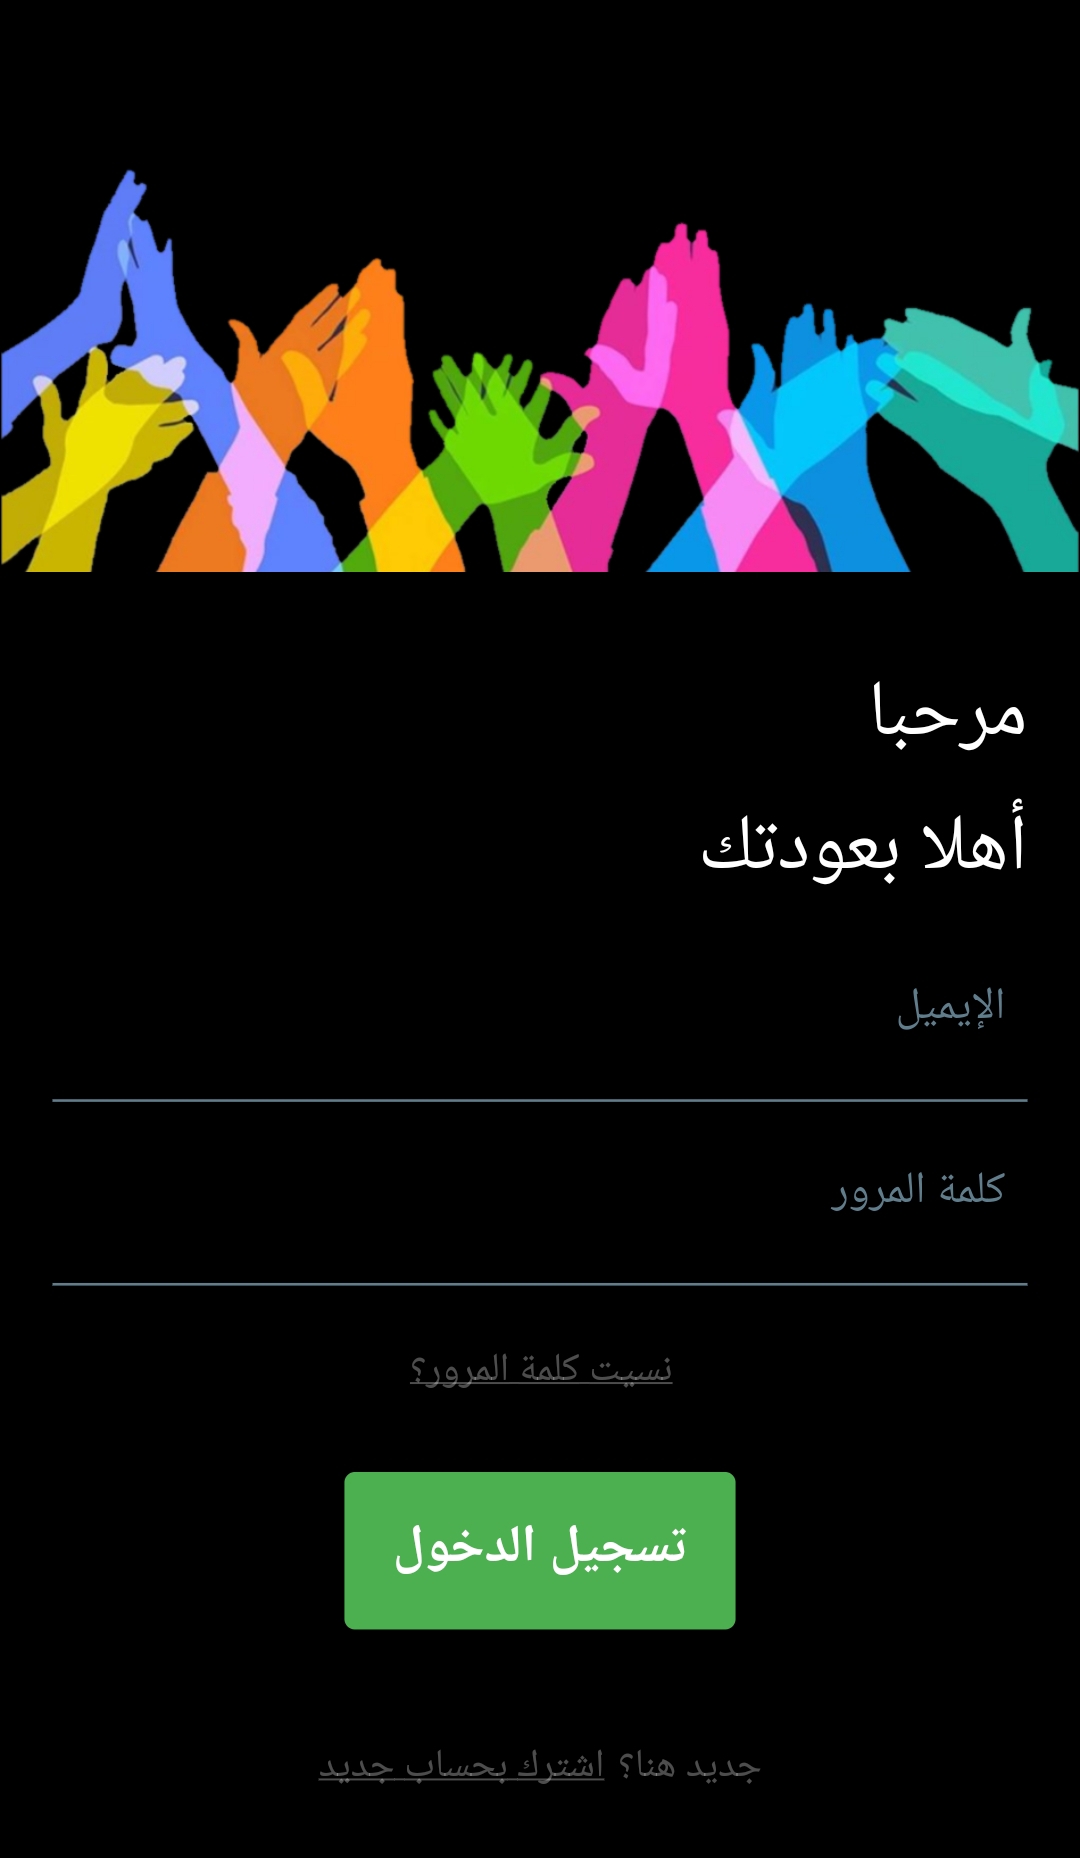 مرحبا
أهلا بعودتك
الإيميل
كلمة المرور
نسيت كلمة المرور؟
تسجيل الدخول
جديد هنا؟ اشترك بحساب جديد